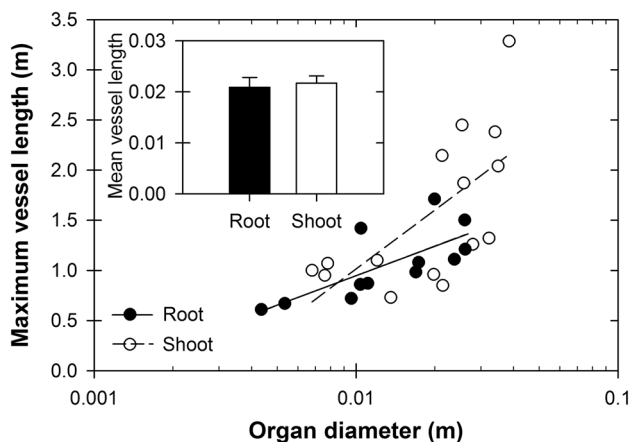 3.5
3.0
2.5
2.0
1.5
1.0
0.5
0.0
Maximum vessel length (m)
0.03
0.02
0.01
0.00
Mean vessel length
Root Shoot
Root
Shoot
0.001 0.01 0.1
Organ diameter (m)